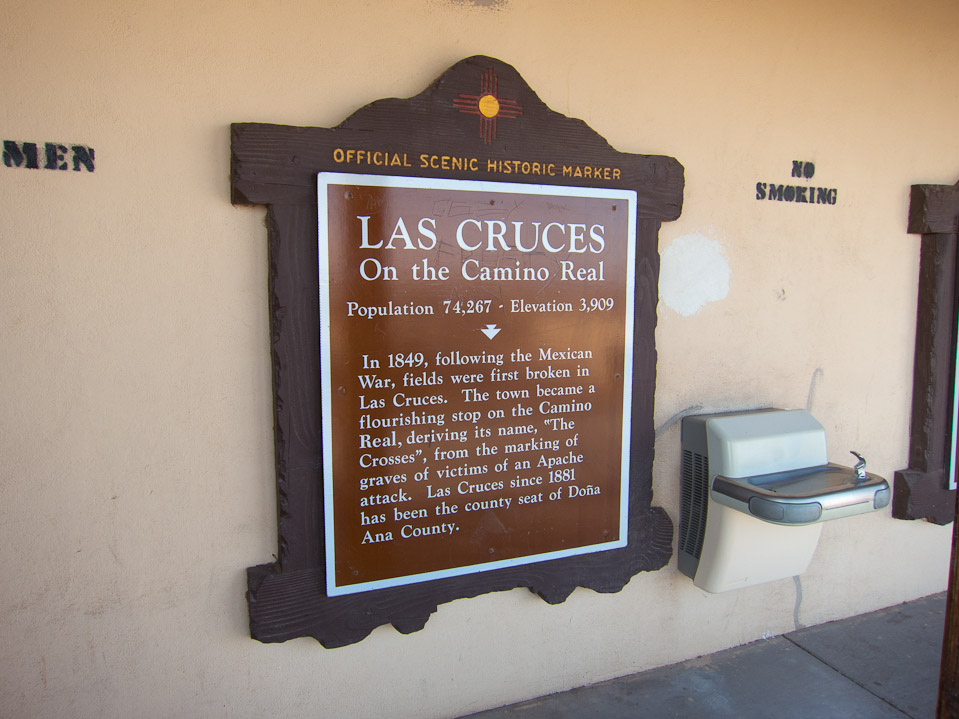 MEN
OFFICIAL SCENIC HISTORIC MARKER
LAS CRUCES
On the Camino Real
Population 74,267 - Elevation 3,909
In 1849, following the Mexican
War, fields were first broken in
Las Cruces. The town became a
flourishing stop on the Camino
Real, deriving its name, "The
Crosses", from the marking of
graves of victims of an Apache
attack. Las Cruces since 1881
has been the county seat of Doña
Ana County.
NO
SMOKING